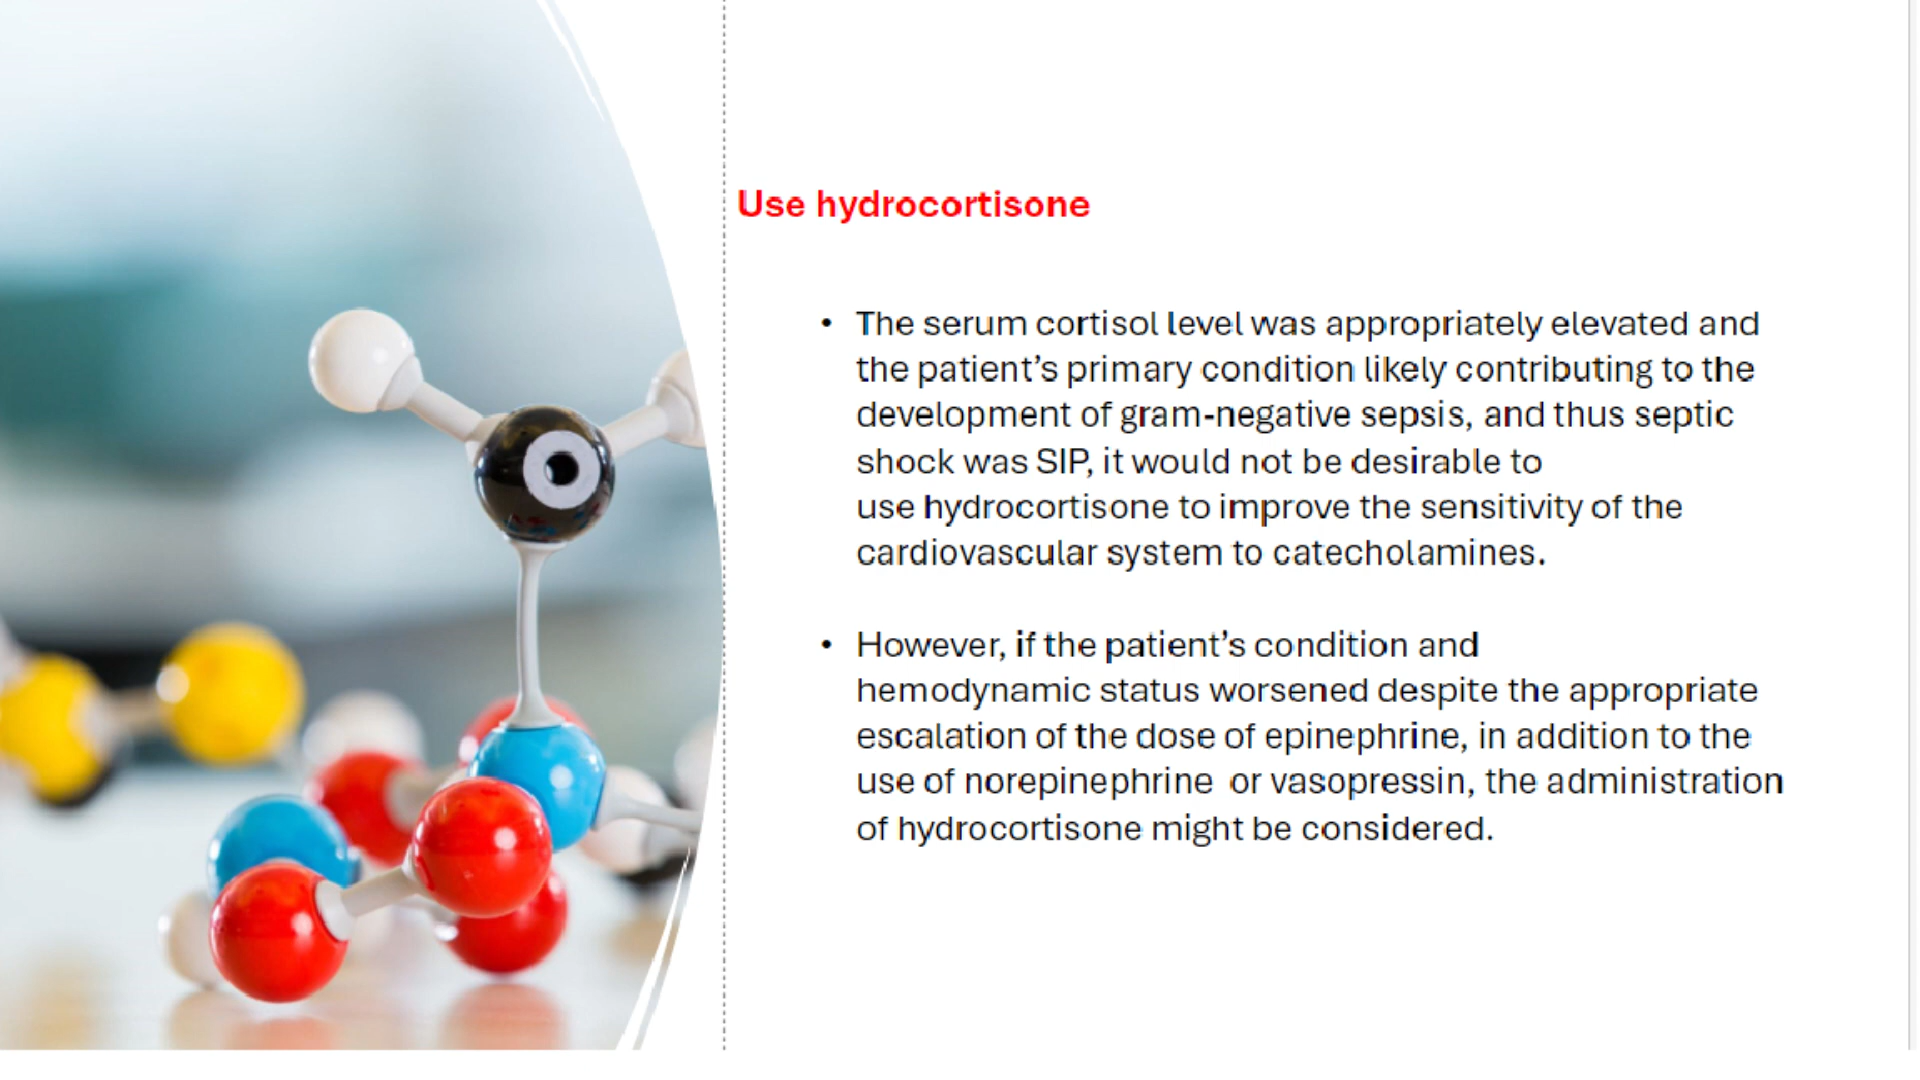 Use hydrocortisone
• The serum cortisol level was appropriately elevated and
the patient’s primary condition likely contributing to the
development of gram-negative sepsis, and thus septic
shock was SIP, it would not be desirable to
use hydrocortisone to improve the sensitivity of the
cardiovascular system to catecholamines.
• However, if the patient’s condition and
hemodynamic status worsened despite the appropriate
escalation of the dose of epinephrine, in addition to the
use of norepinephrine or vasopressin, the administration
of hydrocortisone might be considered.